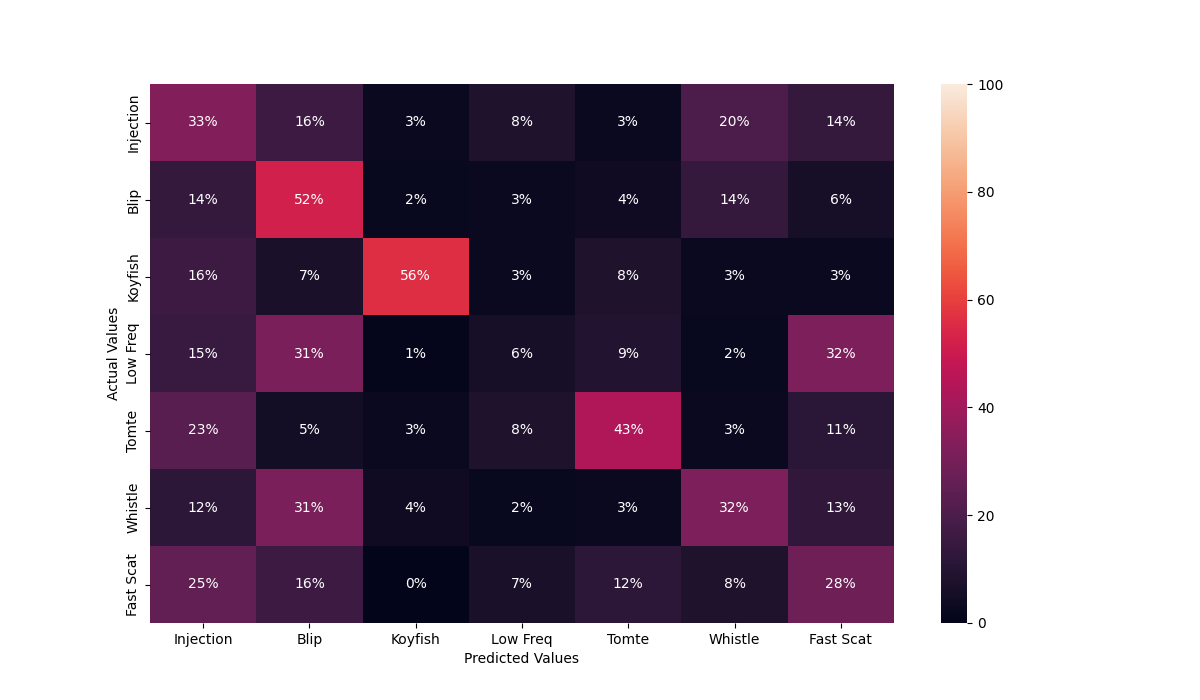 Actual Values
Injection 33% 16% 3% 8% 3% 20% 14%
Blip 14% 52% 2% 3% 4% 14% 6%
Koyfish 16% 7% 56% 3% 8% 3% 3%
Low Freq 15% 31% 1% 6% 9% 2% 32%
Tomte 23% 5% 3% 8% 43% 3% 11%
Whistle 12% 31% 4% 2% 3% 32% 13%
Fast Scat 25% 16% 0% 7% 12% 8% 28%
Injection Blip Koyfish Low Freq Tomte Whistle Fast Scat
Predicted Values
100
80
60
40
20
0